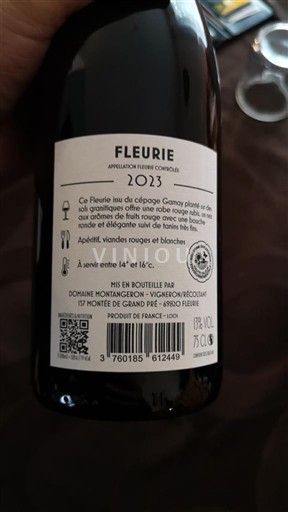 FLEURIE
APPELLATION FLEURIE CONTRÔLÉE
2023
Ce Fleurie issu du cépage Gamay planté sur des
sols granitiques offre une robe rouge rubis, un nez
aux arômes de fruits rouge avec une bouche
ronde et élégante suivi de tanins très fins.
Apéritif, viandes rouges et blanches
VINIOU
À servir entre 14° et 16°c.
MIS EN BOUTEILLE PAR
DOMAINE MONTANGERON - VIGNERON/RÉCOLTANT
157 MONTÉE DE GRAND PRÉ - 69820 FLEURIE
PRODUIT DE FRANCE - L001
13% VOL
75 CL
3 760185 612449